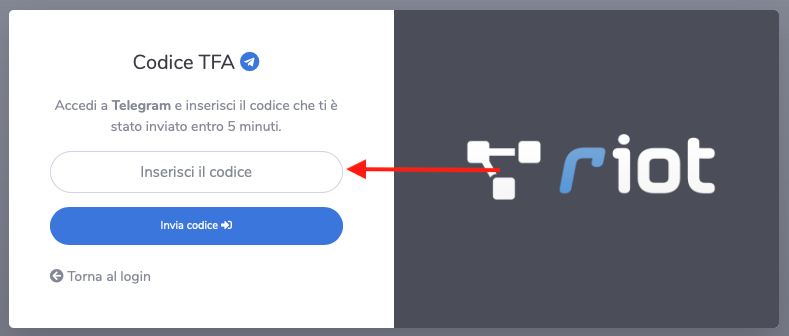 Codice TFA
Accedi a Telegram e inserisci il codice che ti è
stato inviato entro 5 minuti.
Inserisci il codice
Invia codice
Torna al login
riot